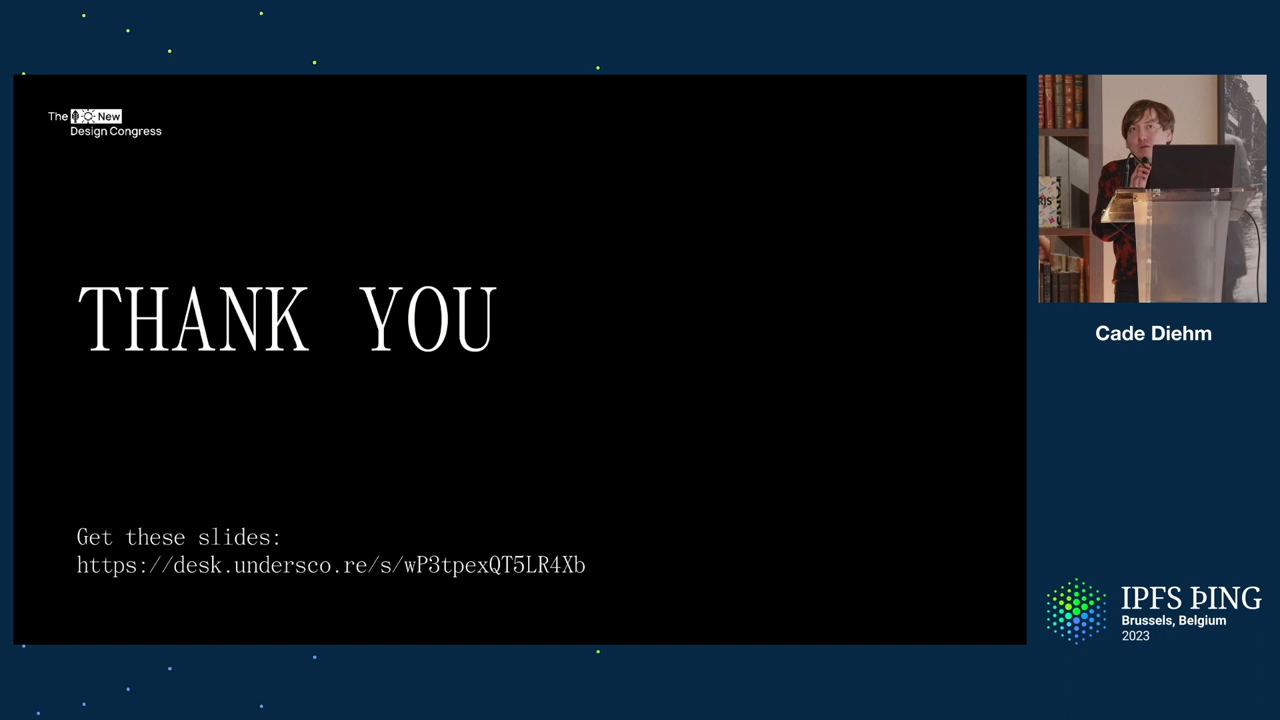 The New
Design Congress
THANK YOU
Get these slides:
https://desk.undersco.re/s/wP3tpexQT5LR4Xb
Cade Diehm
IPFS ÞING
Brussels, Belgium
2023